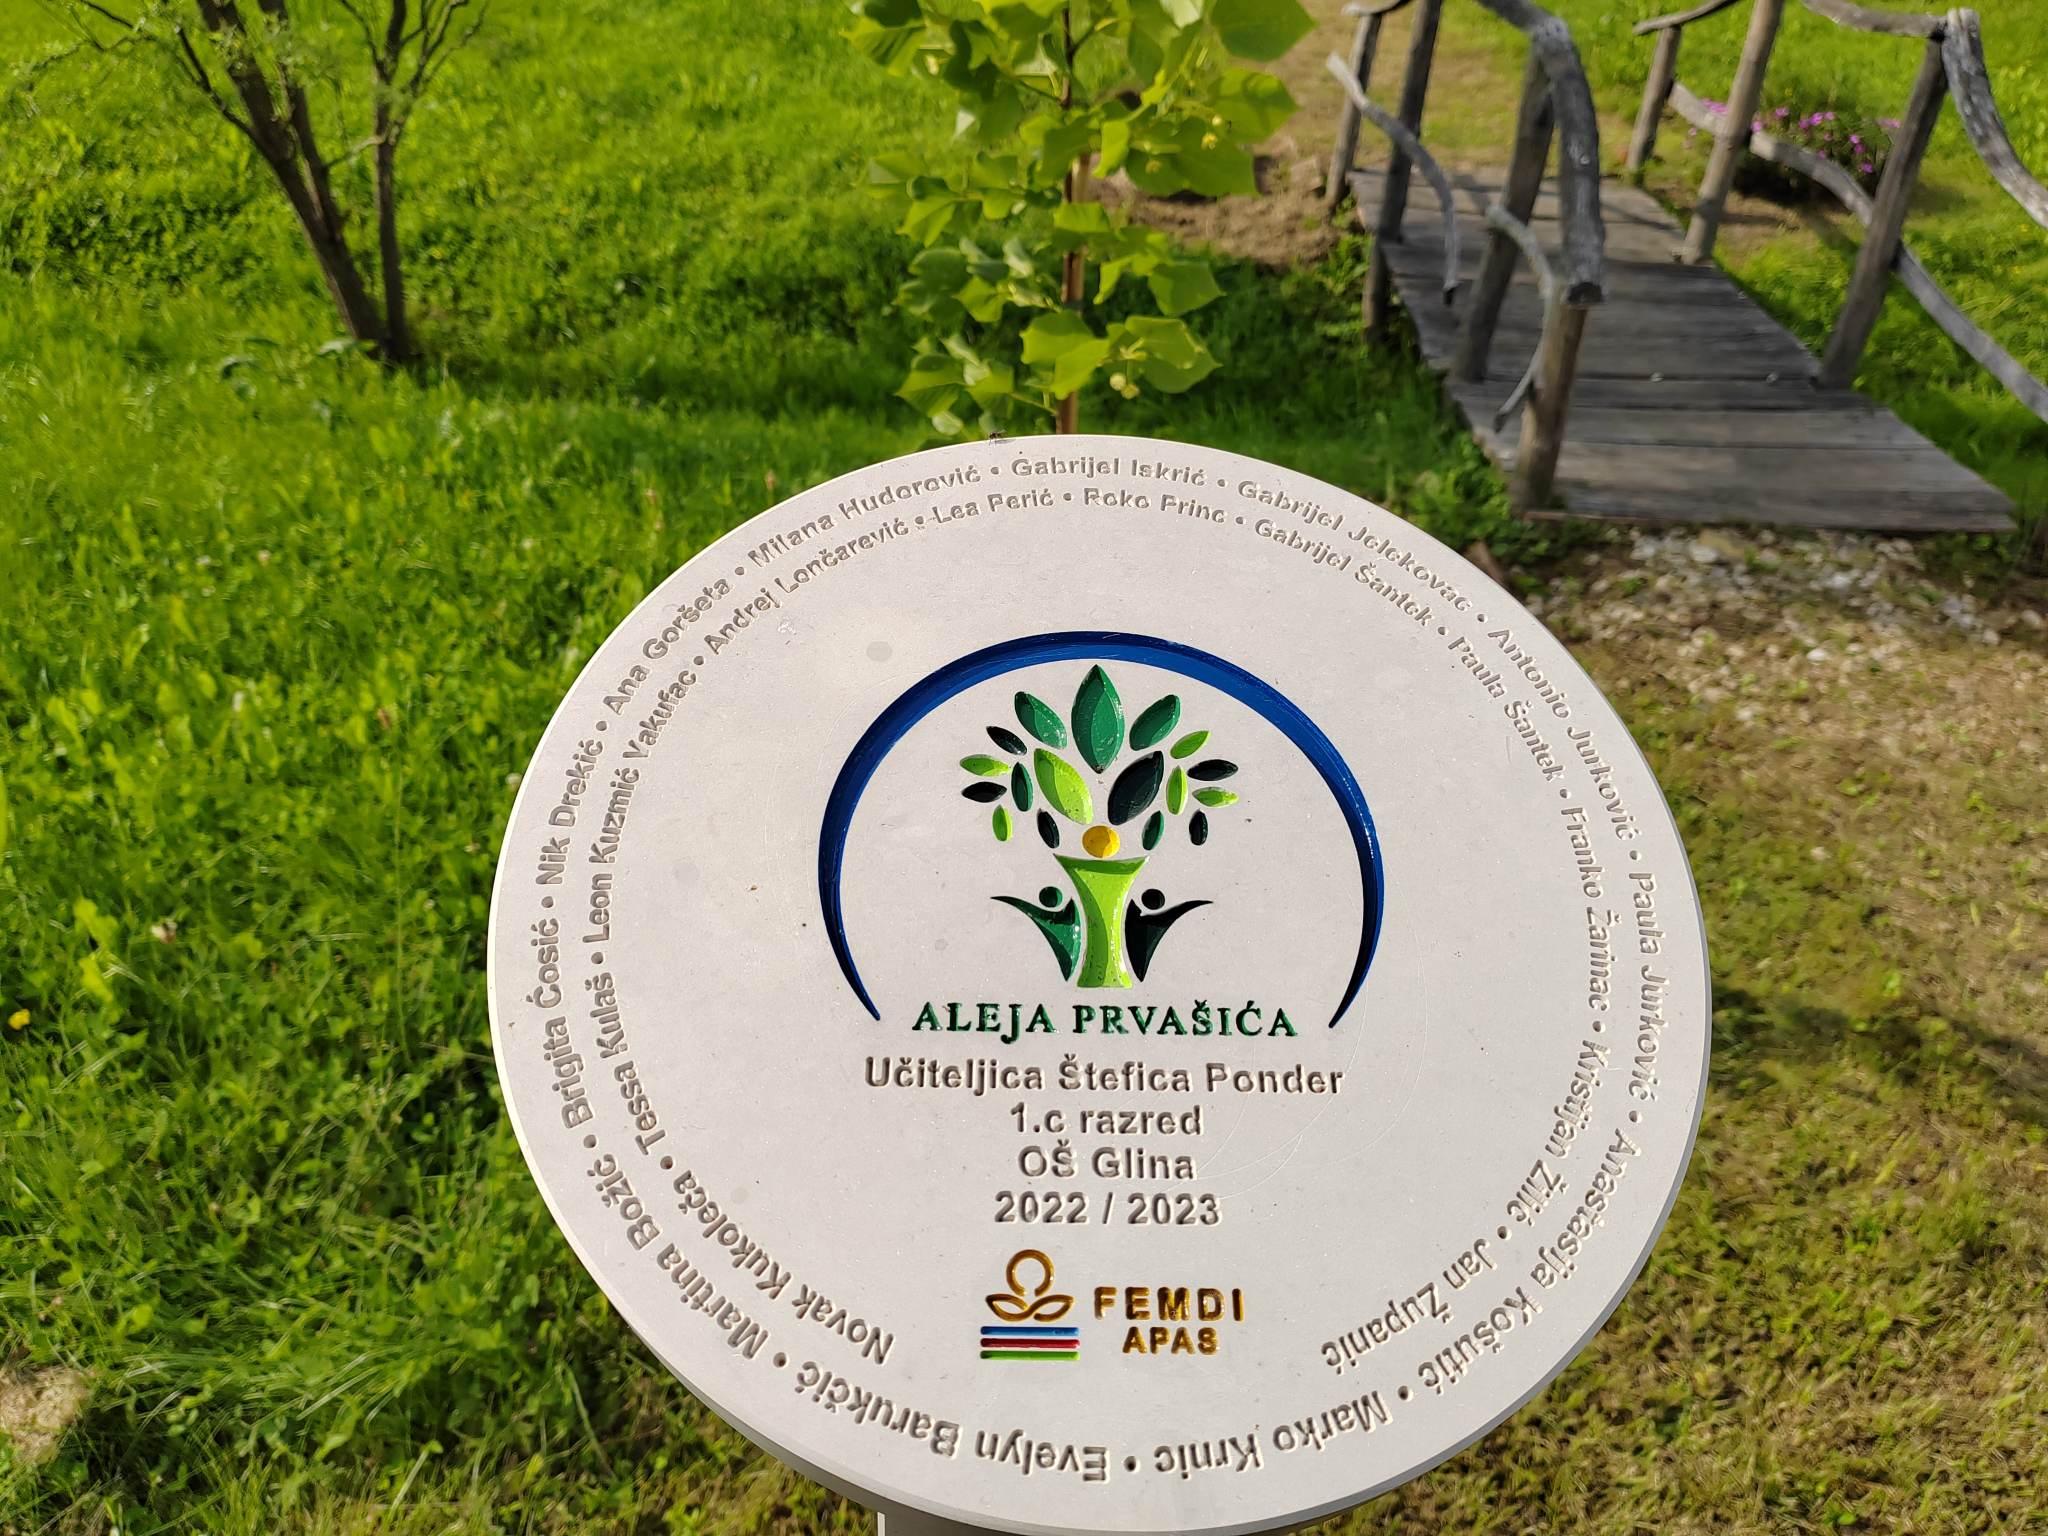 Evelyn Barukčić • Martina Božić • Brigita Ćosić • Nik Drekić • Ana Goršeta • Milana Hudorović • Gabrijel Iskrić • Gabrijel Jelekovac • Antonio Jurković • Paula Jurković • Anastasija Košutić • Marko Krnic •
Novak Kukoleča • Tessa Kulaš • Leon Kuzmić Vakufac • Andrej Lončarević • Lea Perić • Roko Princ • Gabrijel Šantek • Paula Šantek • Franko Žarinac • Kristijan Žilić • Jan Županić
ALEJA PRVAŠIĆA
Učiteljica Štefica Ponder
1.c razred
OŠ Glina
2022 / 2023
FEMDI
APAS